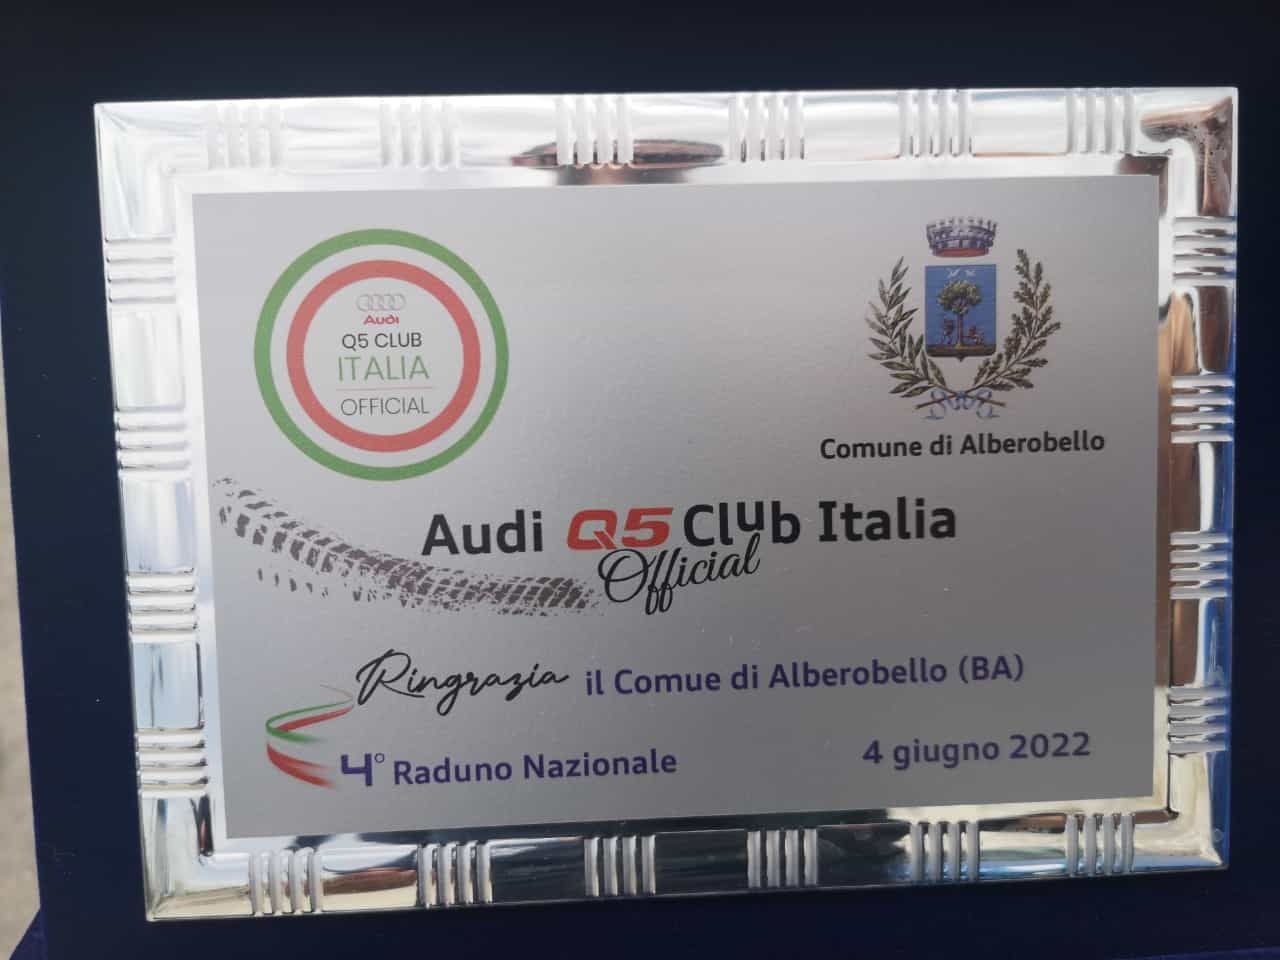 Audi
Q5 CLUB
ITALIA
OFFICIAL
Comune di Alberobello
Audi Q5 Club Italia
Official
Ringrazia il Comue di Alberobello (BA)
4° Raduno Nazionale
4 giugno 2022